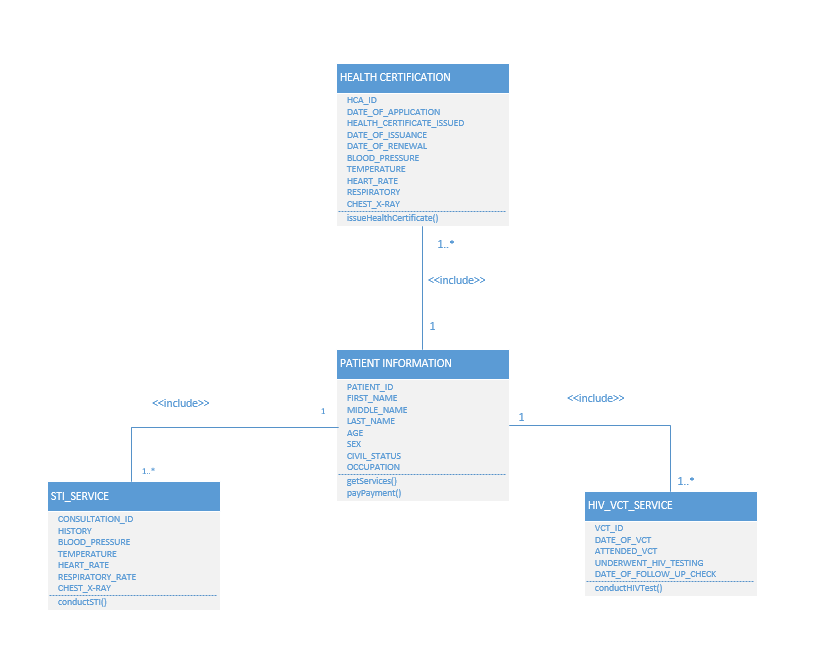 HEALTH CERTIFICATION
HCA_ID
DATE_OF_APPLICATION
HEALTH_CERTIFICATE_ISSUED
DATE_OF_ISSUANCE
DATE_OF_RENEWAL
BLOOD_PRESSURE
TEMPERATURE
HEART_RATE
RESPIRATORY
CHEST_X-RAY
issueHealthCertificate()
1..*
<<include>>
1
PATIENT INFORMATION
PATIENT_ID
FIRST_NAME
MIDDLE_NAME
LAST_NAME
AGE
SEX
CIVIL_STATUS
OCCUPATION
getServices()
payPayment()
<<include>>
1
1..*
STI_SERVICE
CONSULTATION_ID
HISTORY
BLOOD_PRESSURE
TEMPERATURE
HEART_RATE
RESPIRATORY_RATE
CHEST_X-RAY
conductSTI()
<<include>>
1
1..*
HIV_VCT_SERVICE
VCT_ID
DATE_OF_VCT
ATTENDED_VCT
UNDERWENT_HIV_TESTING
DATE_OF_FOLLOW_UP_CHECK
conductHIVTest()